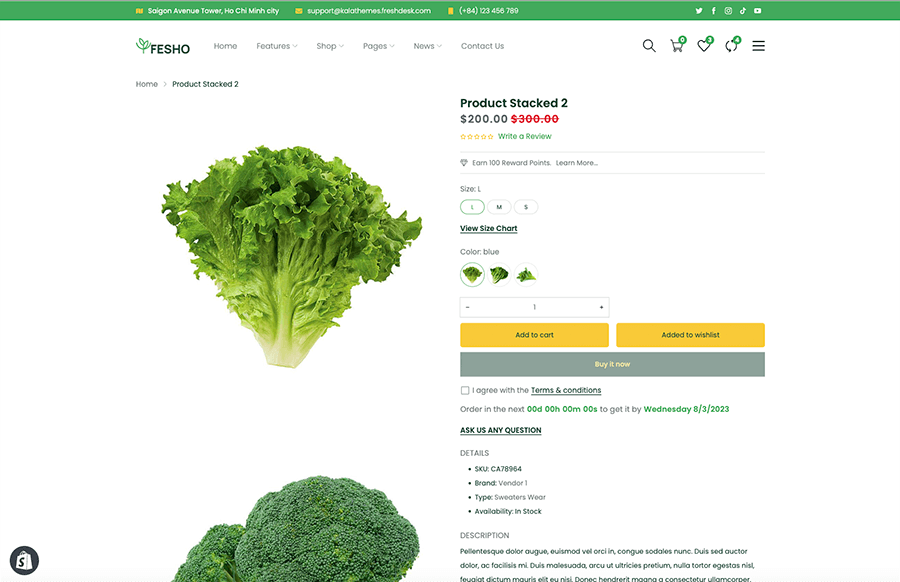 Saigon Avenue Tower, Ho Chi Minh city support@kalathemes.freshdesk.com (+84) 123 456 789
FESHO Home Features Shop Pages News Contact Us 0 3 4
Home > Product Stacked 2
Product Stacked 2
$200.00 $300.00
Write a Review
Earn 100 Reward Points. Learn More...
Size: L
L M S
View Size Chart
Color: blue
- 1 +
Add to cart Added to wishlist
Buy it now
I agree with the Terms & conditions
Order in the next 00d 00h 00m 00s to get it by Wednesday 8/3/2023
ASK US ANY QUESTION
DETAILS
• SKU: CA78964
• Brand: Vendor 1
• Type: Sweaters Wear
• Availability: In Stock
DESCRIPTION
Pellentesque dolor augue, euismod vel orci in, congue sodales nunc. Duis sed auctor
dolor, ac facilisis mi. Duis malesuada, arcu ut ultricies pretium, nulla tortor egestas nisl,
feugiat dictum mauris elit eu nisi. Donec hendrerit magna a consectetur ullamcorper.